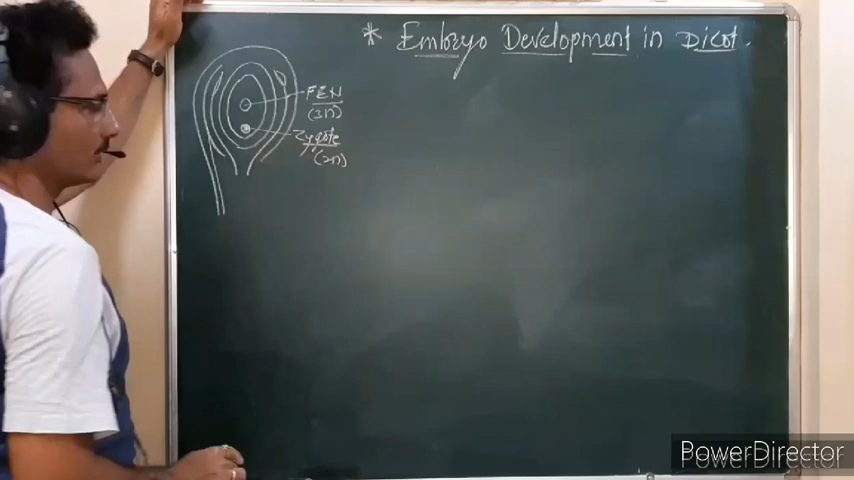 * Embryo Development in Dicot.
FEN
(3n)
Zygote
(2n)
PowerDirector